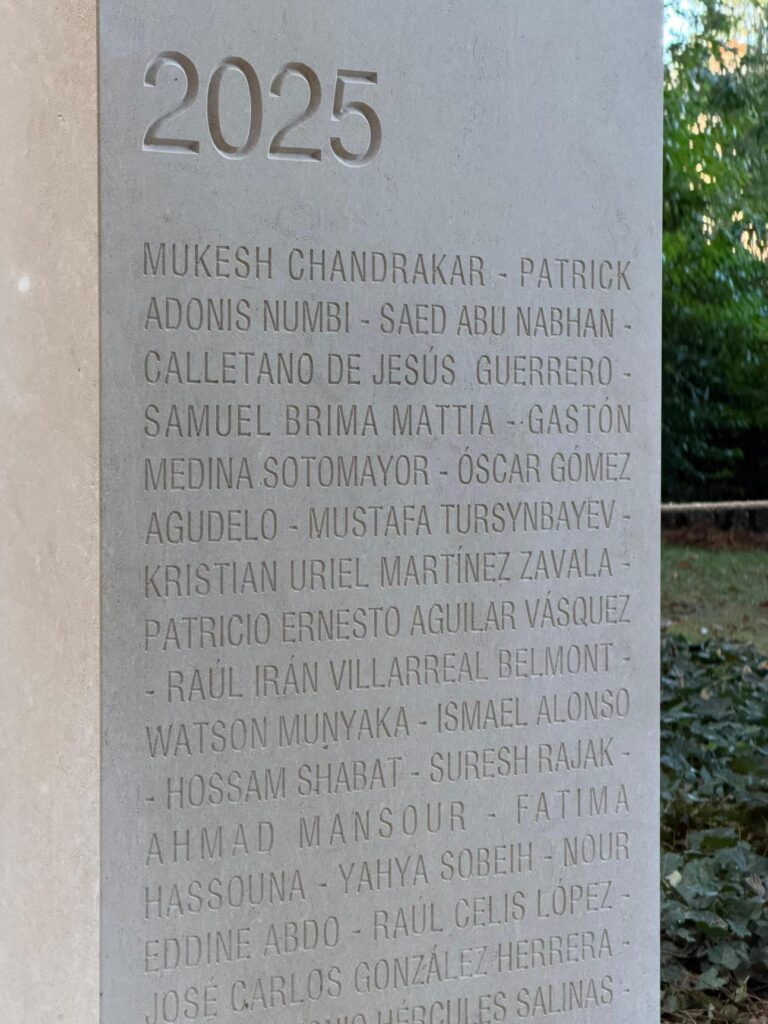 2025
MUKESH CHANDRAKAR - PATRICK
ADONIS NUMBI - SAED ABU NABHAN -
CALLETANO DE JESÚS GUERRERO -
SAMUEL BRIMA MATTIA - GASTÓN
MEDINA SOTOMAYOR - ÓSCAR GÓMEZ
AGUDELO - MUSTAFA TURSYNBAYEV -
KRISTIAN URIEL MARTÍNEZ ZAVALA -
PATRICIO ERNESTO AGUILAR VÁSQUEZ
- RAÚL IRÁN VILLARREAL BELMONT -
WATSON MUNYAKA - ISMAEL ALONSO
- HOSSAM SHABAT - SURESH RAJAK -
AHMAD MANSOUR - FATIMA
HASSOUNA - YAHYA SOBEIH - NOUR
EDDINE ABDO - RAÚL CELIS LÓPEZ -
JOSÉ CARLOS GONZÁLEZ HERRERA -
HÉRCULES SALINAS -